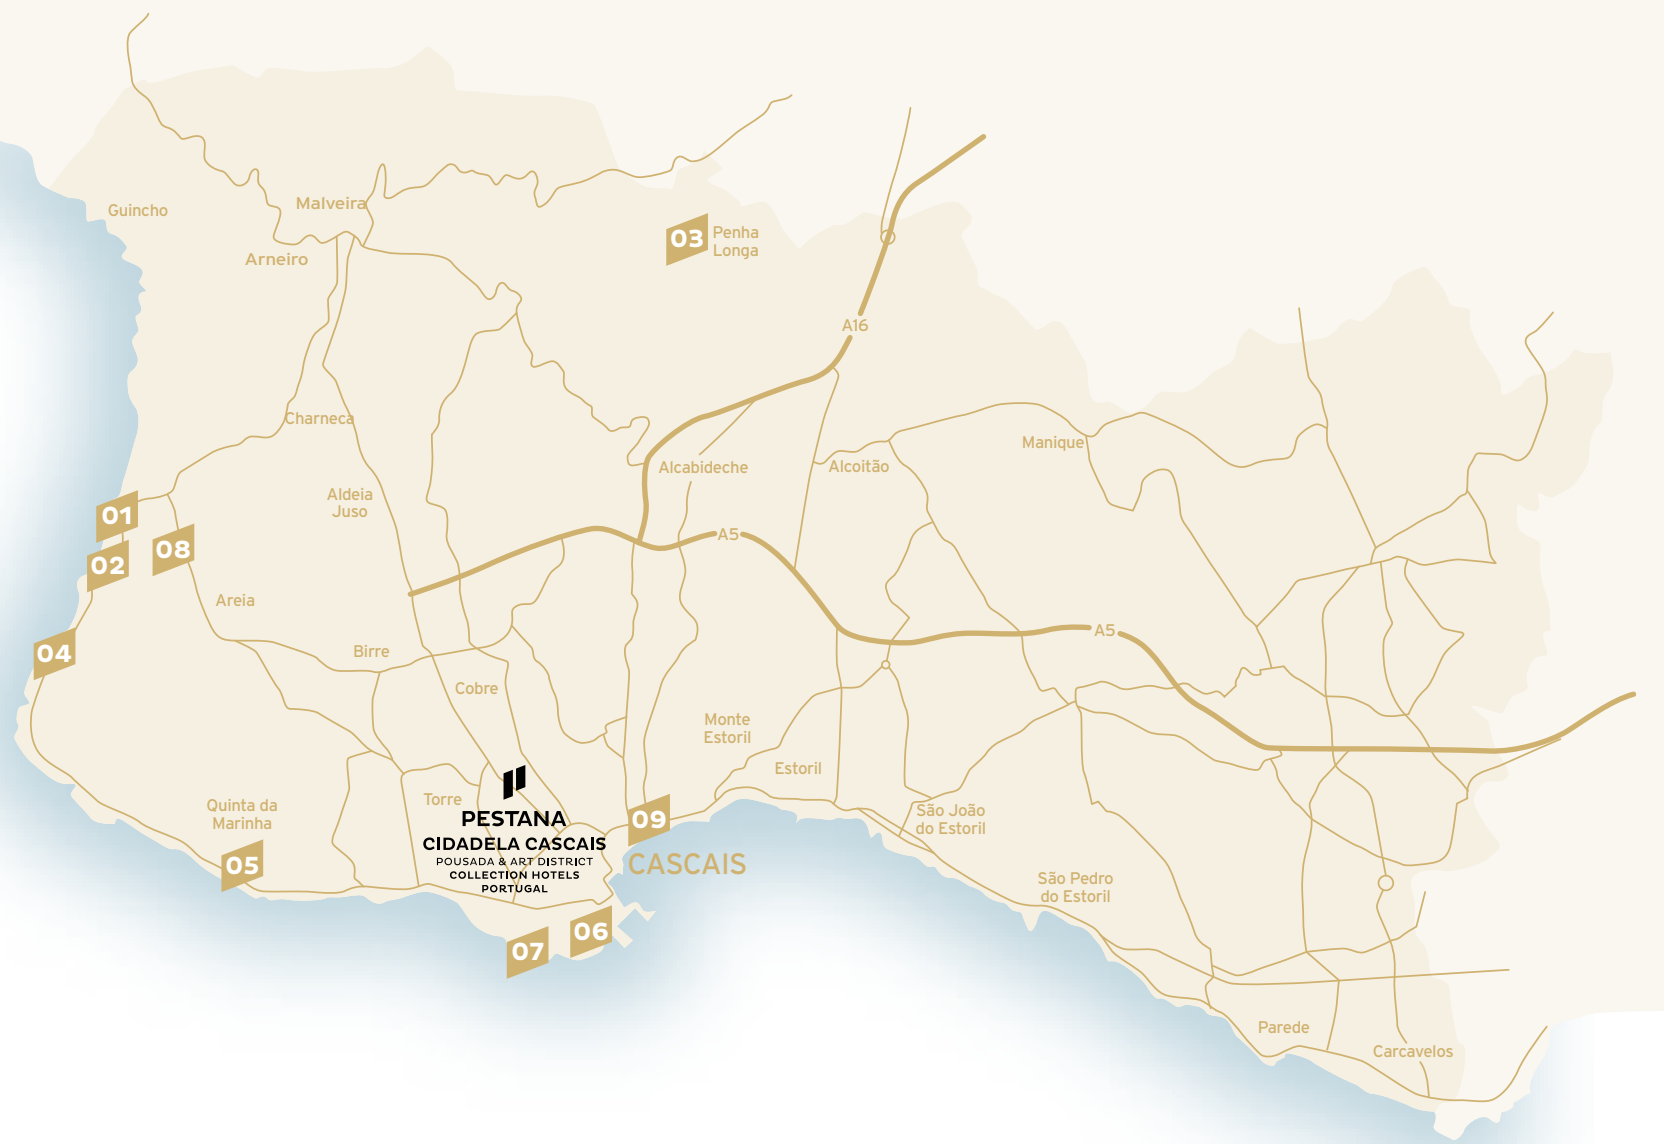 Guincho
Malveira
Arneiro
03
Penha
Longa
A16
Charneca
Alcabideche
Alcoitão
Manique
Aldeia
Juso
01
02
08
A5
Areia
A5
04
Birre
Cobre
Monte
Estoril
Estoril
Quinta da
Marinha
Torre
PESTANA
CIDADELA CASCAIS
POUSADA & ART DISTRICT
COLLECTION HOTELS
PORTUGAL
09
CASCAIS
São João
do Estoril
05
São Pedro
do Estoril
06
07
Parede
Carcavelos